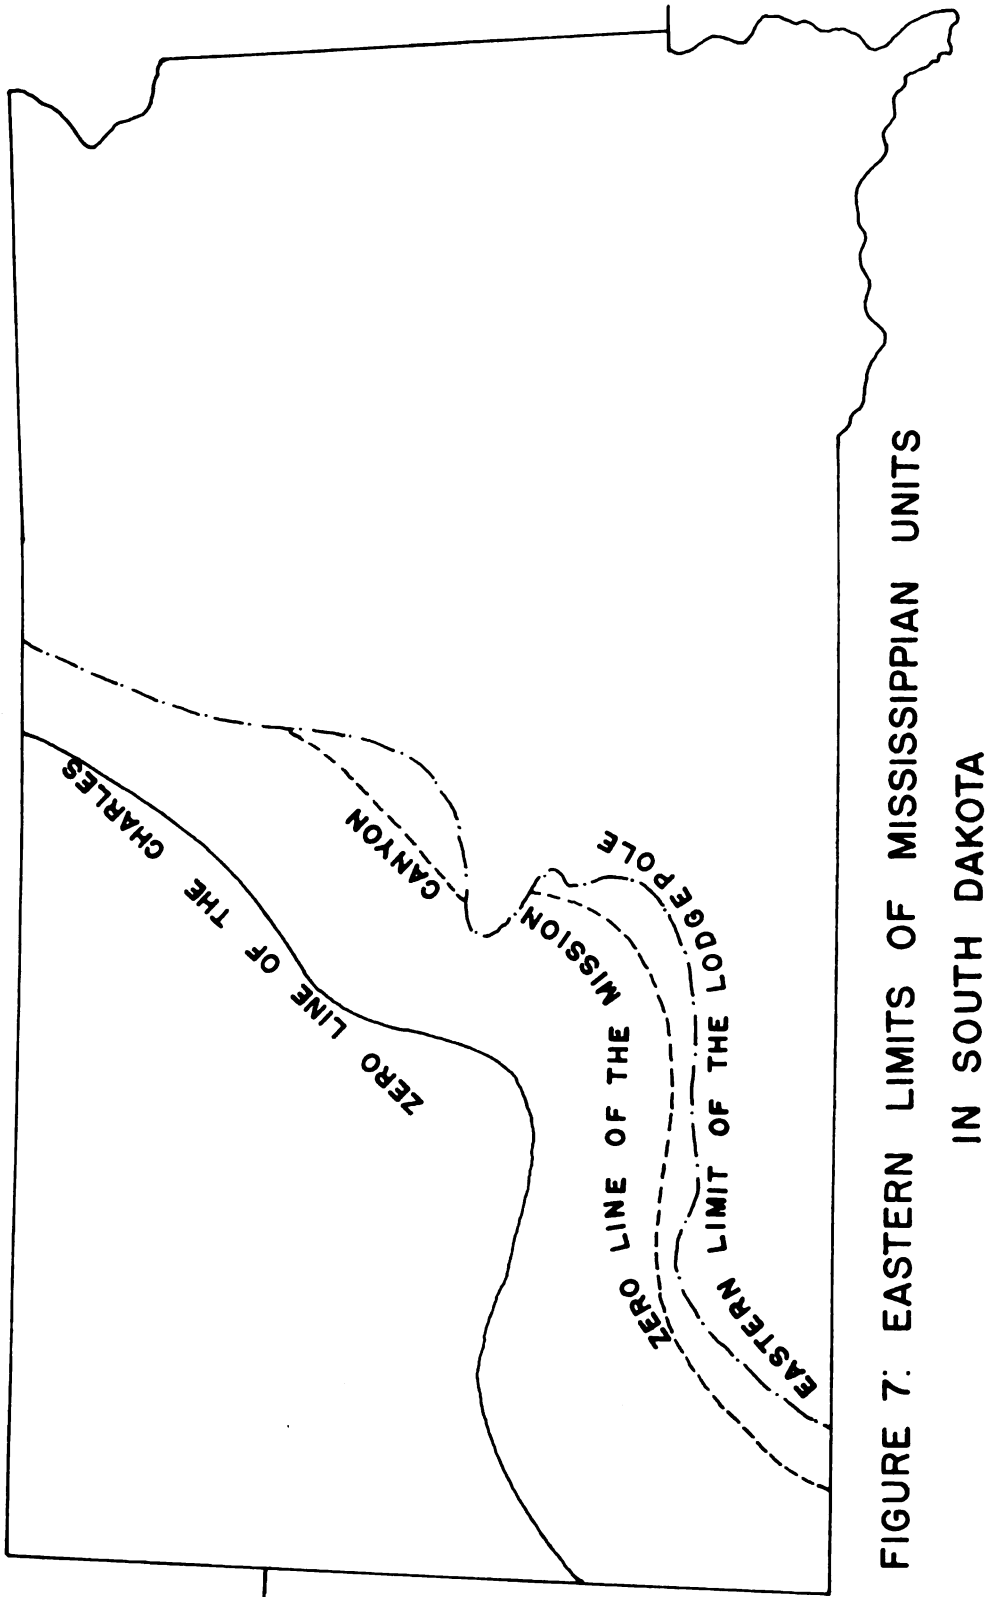 ZERO LINE OF THE CHARLES
ZERO LINE OF THE MISSION CANYON
EASTERN LIMIT OF THE LODGEPOLE
FIGURE 7: EASTERN LIMITS OF MISSISSIPPIAN UNITS
IN SOUTH DAKOTA